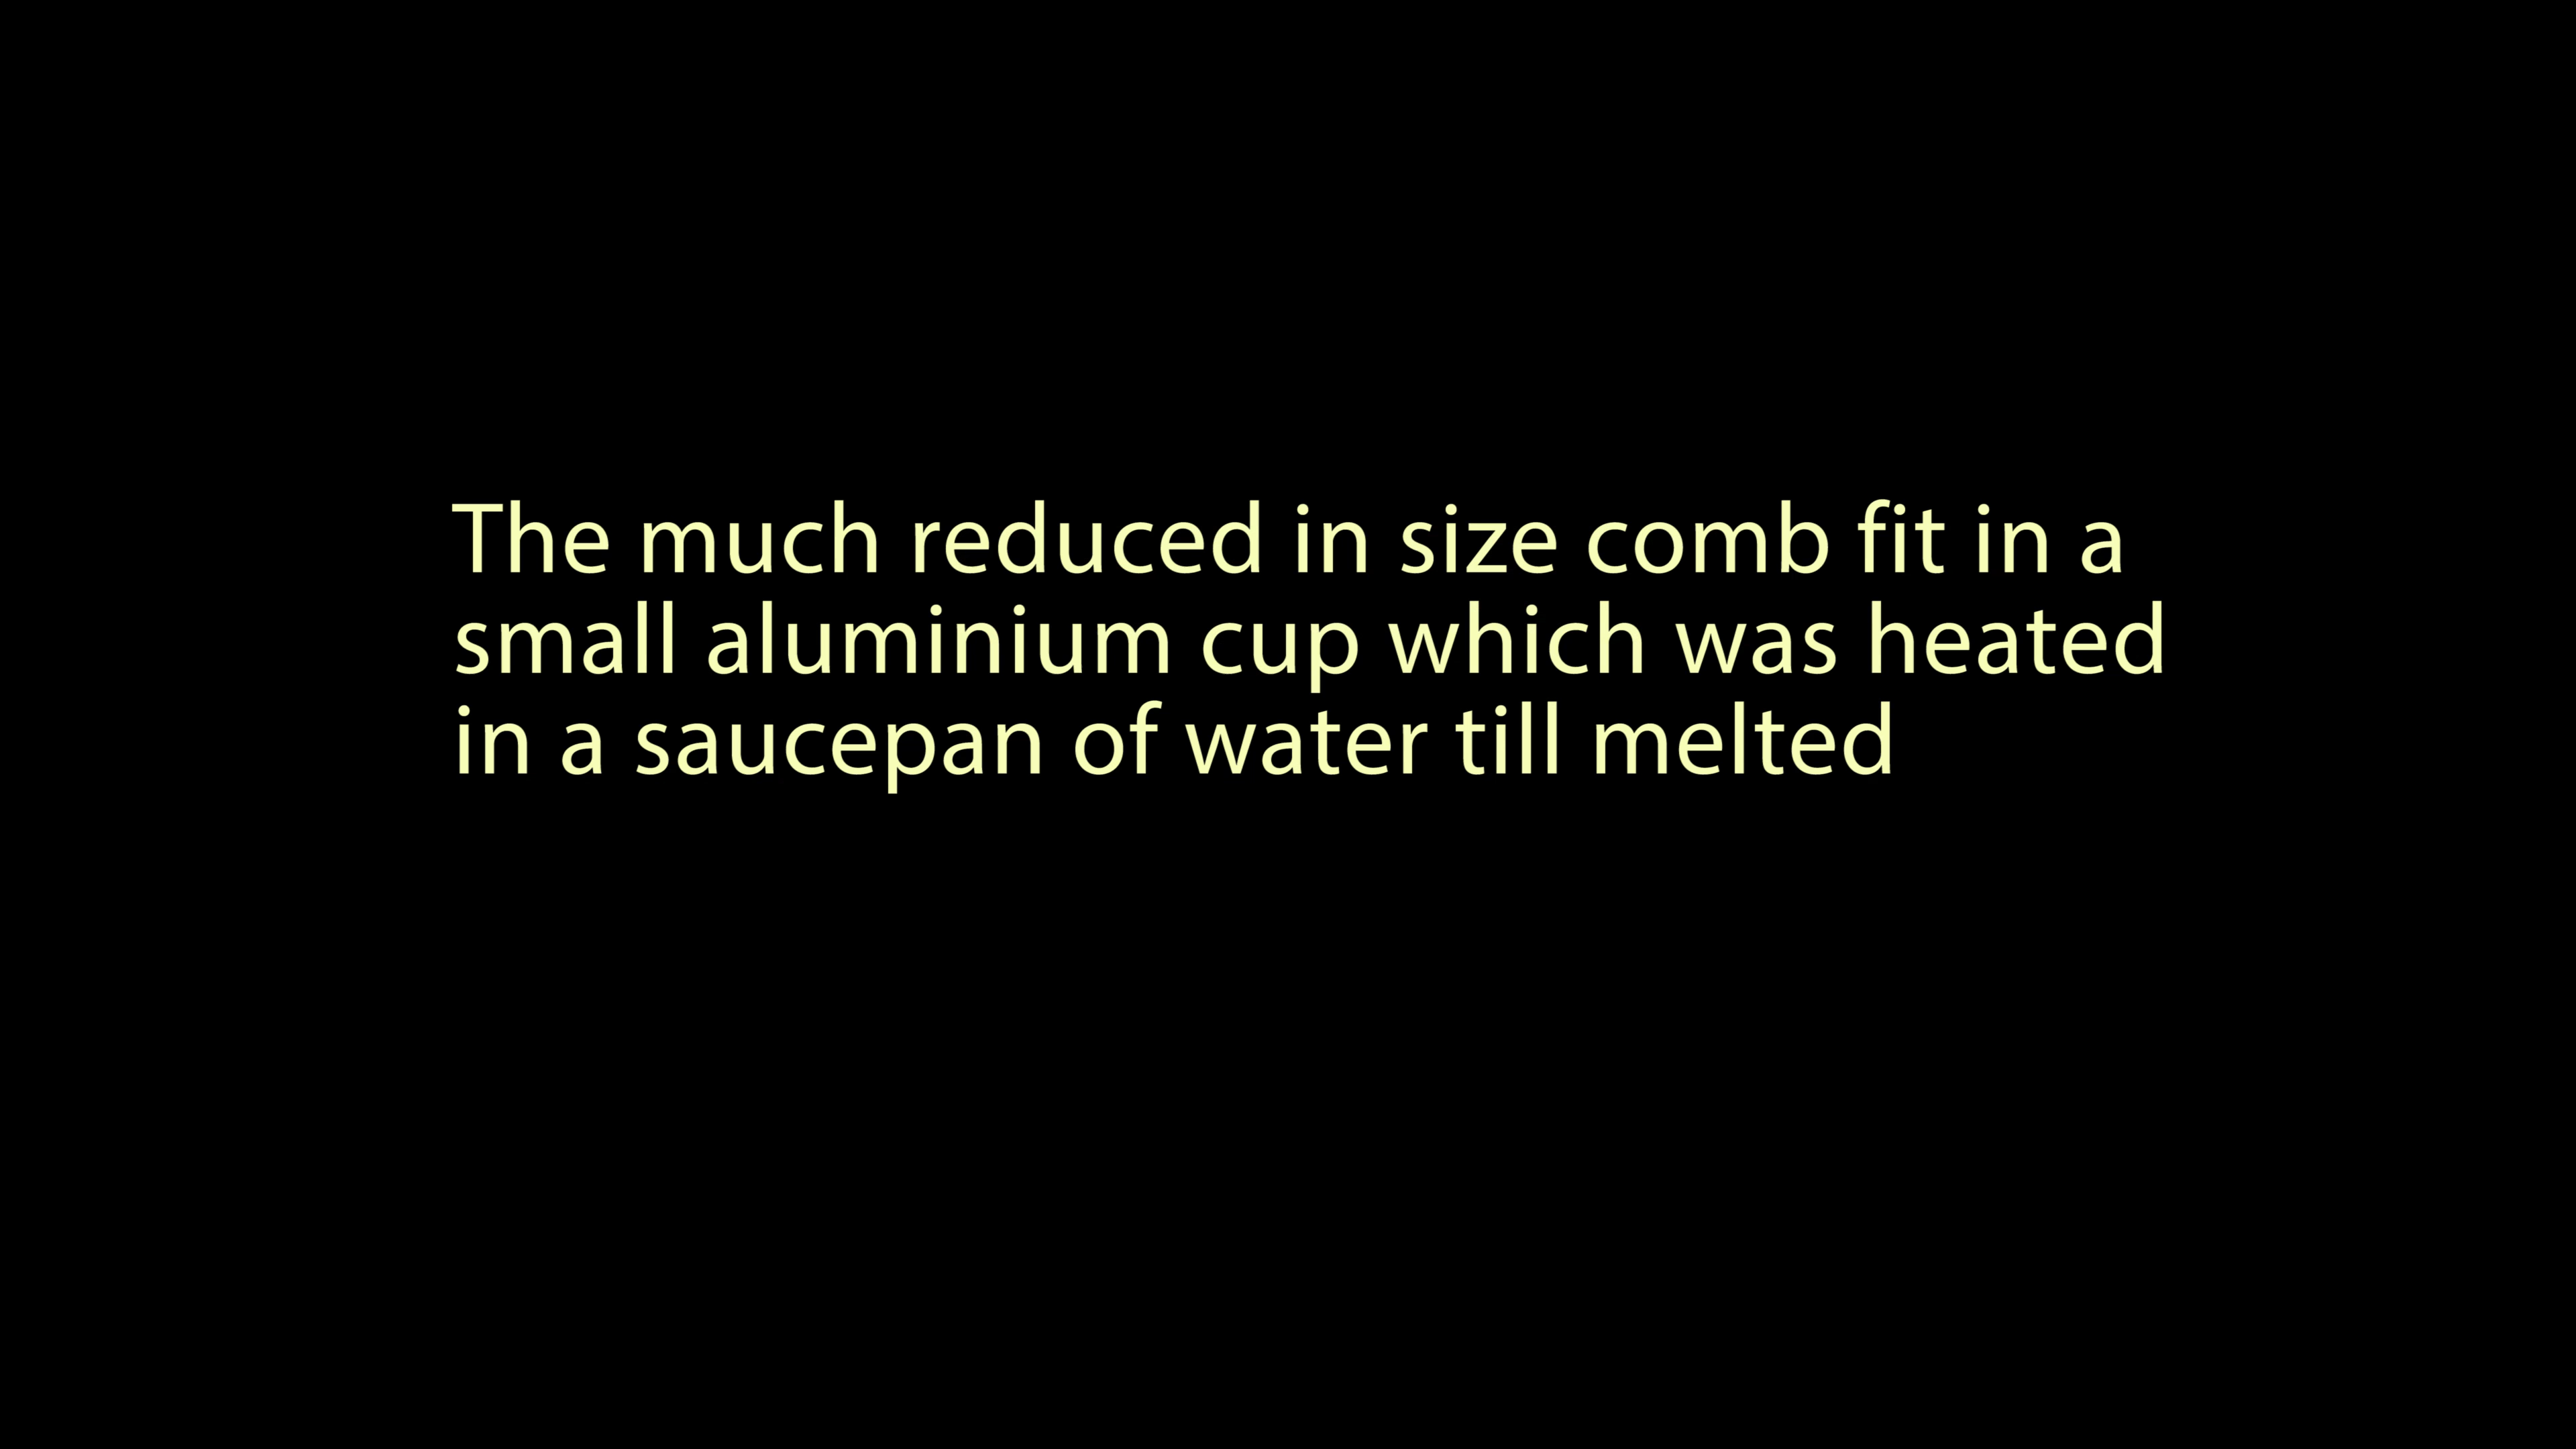 The much reduced in size comb fit in a
small aluminium cup which was heated
in a saucepan of water till melted